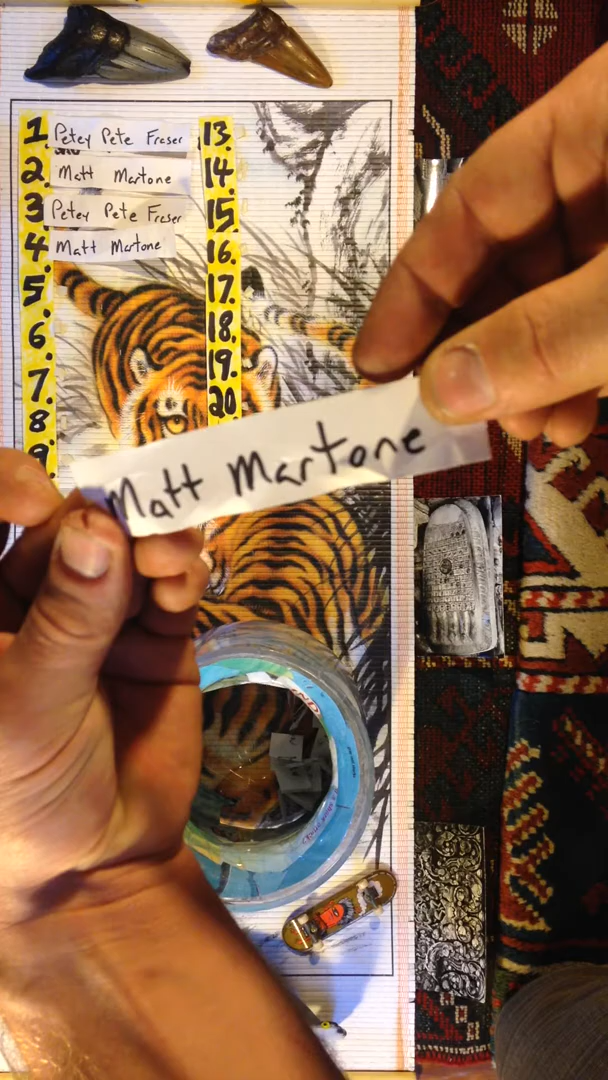 1 Petey Pete Fraser
2. Matt Martone
3 Petey Pete Fraser
4. Matt Martone
5.
6.
7.
8
9
13.
14.
15.
16.
17.
18.
19.
20
Matt Martone